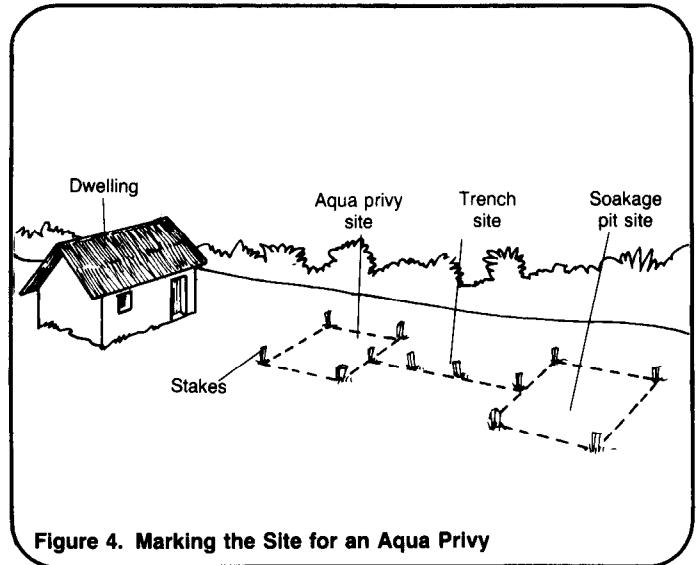 Dwelling
Aqua privy
site
Trench
site
Soakage
pit site
Stakes
Figure 4. Marking the Site for an Aqua Privy